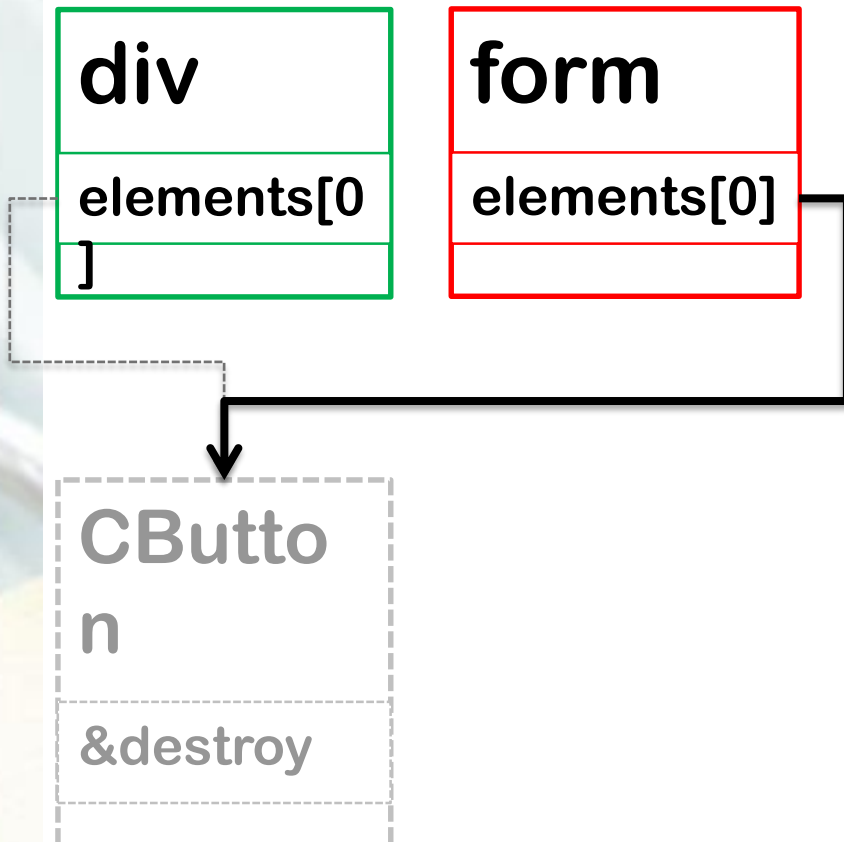 div
elements[0
]
form
elements[0]
CButto
n
&destroy